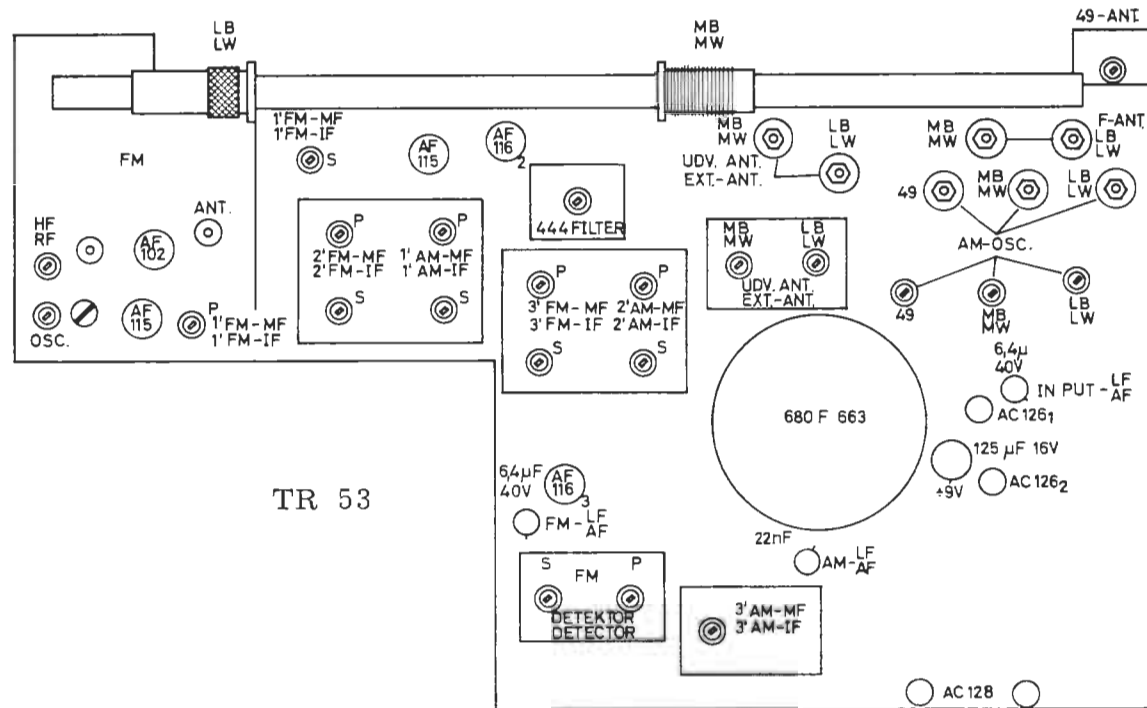 LB
LW
MB
MW
49-ANT.
1' FM-MF
1' FM-IF
S
AF
115
AF
116
2
MB
MW
LB
LW
UDV. ANT.
EXT.-ANT.
MB
MW
F-ANT.
LB
LW
FM
ANT.
HF
RF
AF
102
OSC.
AF
115
P
1' FM-MF
1' FM-IF
P
2' FM-MF
2' FM-IF
S
P
1' AM-MF
1' AM-IF
S
444 FILTER
P
3' FM-MF
3' FM-IF
S
P
2' AM-MF
2' AM-IF
S
MB
MW
LB
LW
UDV. ANT.
EXT.-ANT.
49
MB
MW
LB
LW
AM-OSC.
49
MB
MW
LB
LW
6,4µ
40V
IN PUT-LF
AF
AC 126₁
680 F 663
125 µF 16V
÷9V
AC 126₂
TR 53
6,4µF
40V
AF
116
3
FM-LF
AF
22nF
AM-LF
AF
S
FM
P
DETEKTOR
DETECTOR
3' AM-MF
3' AM-IF
AC 128